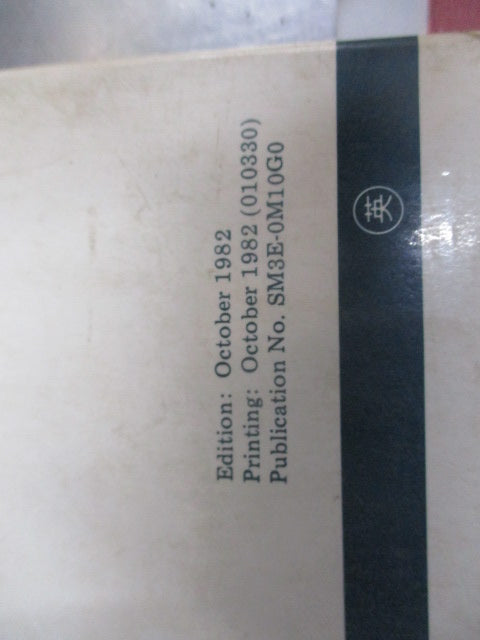 Edition: October 1982
Printing: October 1982 (010330)
Publication No. SM3E-0M10G0
英